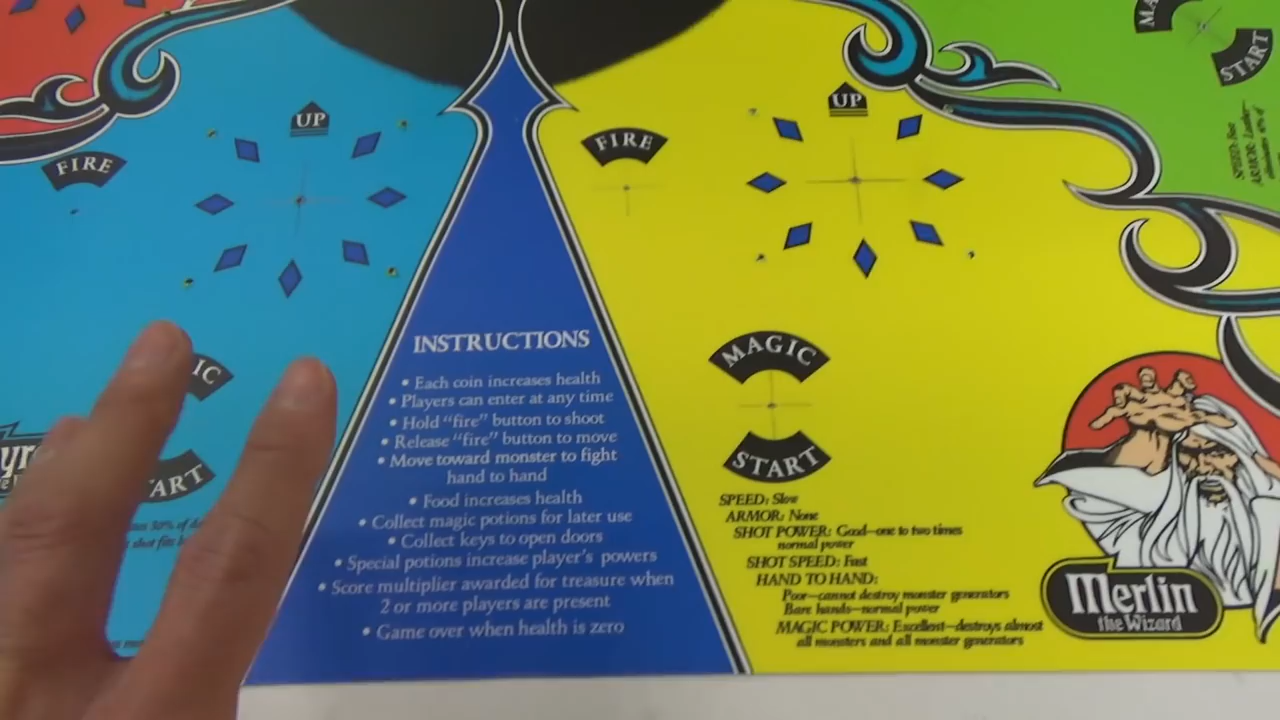 MA
START
SPEED:
ARMOR:
UP
FIRE
IC
ART
INSTRUCTIONS
• Each coin increases health
• Players can enter at any time
• Hold "fire" button to shoot
• Release "fire" button to move
• Move toward monster to fight
hand to hand
• Food increases health
• Collect magic potions for later use
• Collect keys to open doors
• Special potions increase player's powers
• Score multiplier awarded for treasure when
2 or more players are present
• Game over when health is zero
FIRE
UP
MAGIC
START
SPEED: Slow
ARMOR: None
SHOT POWER: Good—one to two times
normal power
SHOT SPEED: Fast
HAND TO HAND:
Poor—cannot destroy monster generators
Bare hands—normal power
MAGIC POWER: Excellent—destroys almost
all monsters and all monster generators
Merlin
the Wizard